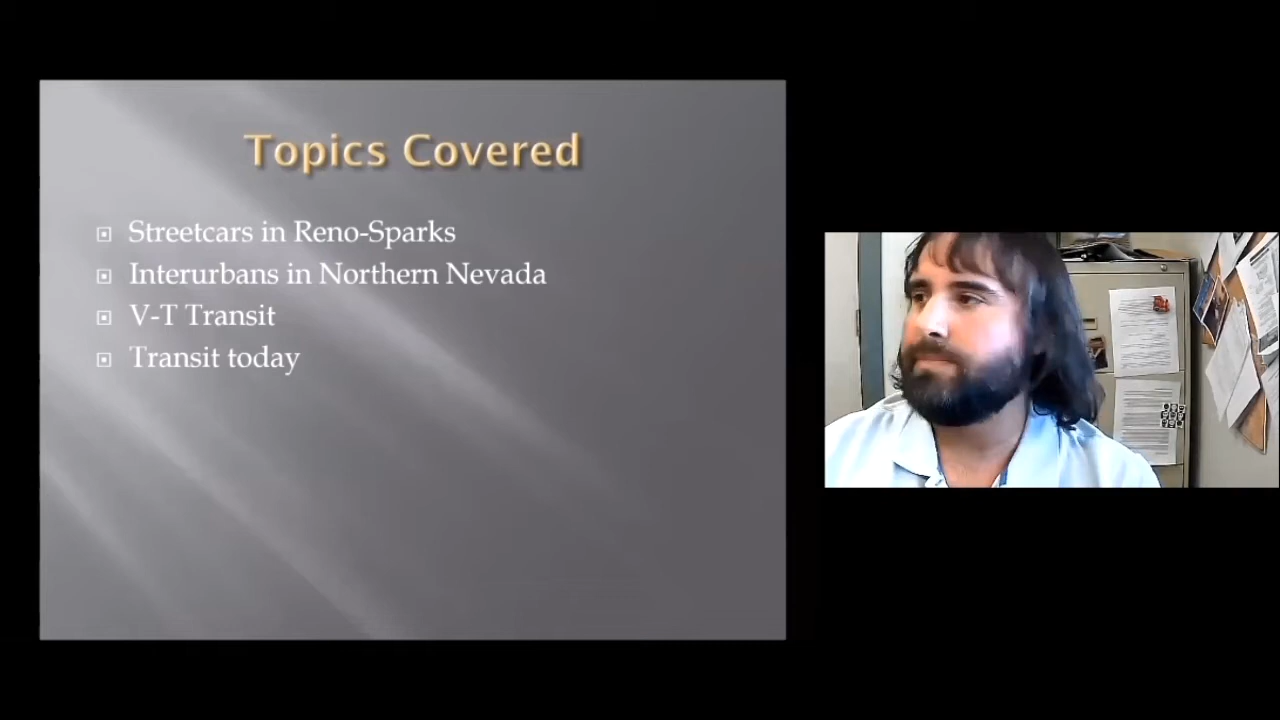 Topics Covered
Streetcars in Reno-Sparks
Interurbans in Northern Nevada
V-T Transit
Transit today